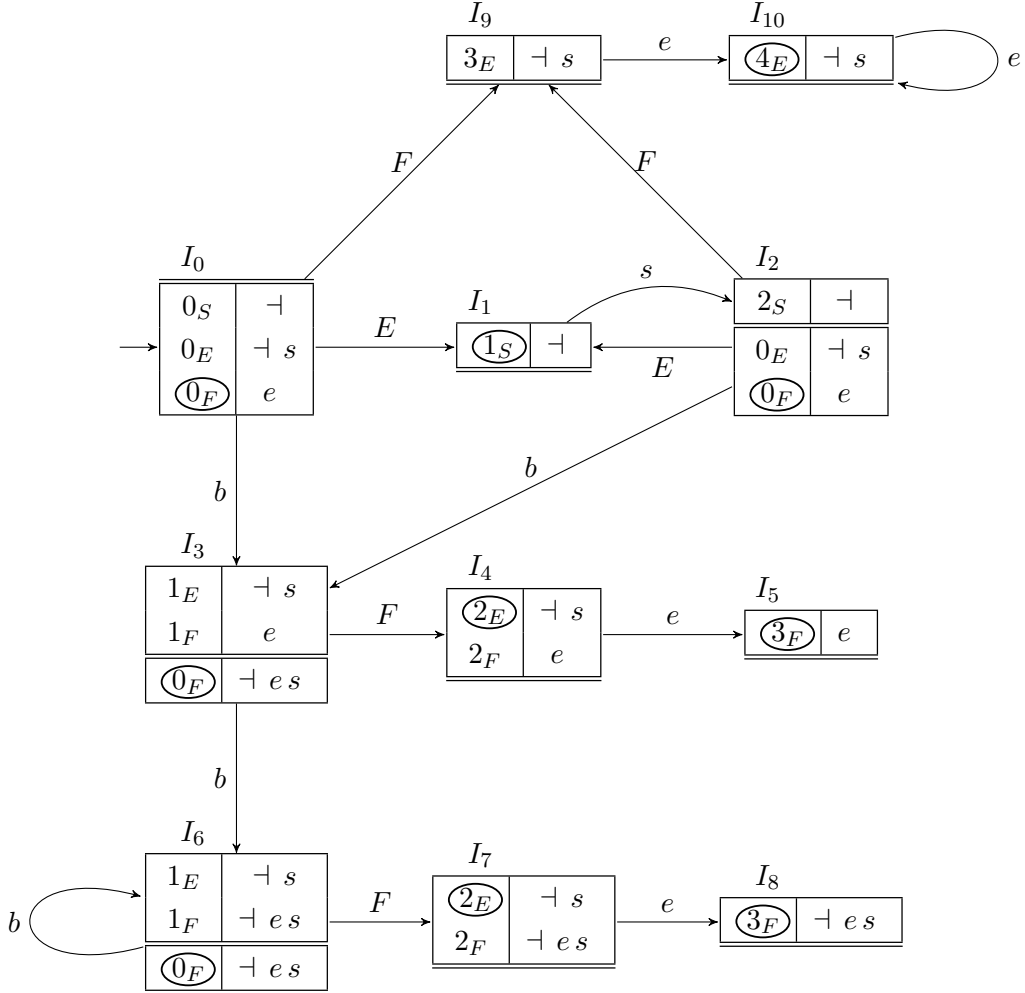 I9
I10
3E ⊣ s
e
4E ⊣ s
e
F
F
I0
I2
0S ⊣
0E ⊣ s
0F e
E
I1
1S ⊣
s
2S ⊣
0E ⊣ s
0F e
E
b
b
I3
1E ⊣ s
1F e
0F ⊣ e s
F
I4
2E ⊣ s
2F e
e
I5
3F e
b
I6
1E ⊣ s
1F ⊣ e s
0F ⊣ e s
b
F
I7
2E ⊣ s
2F ⊣ e s
e
I8
3F ⊣ e s